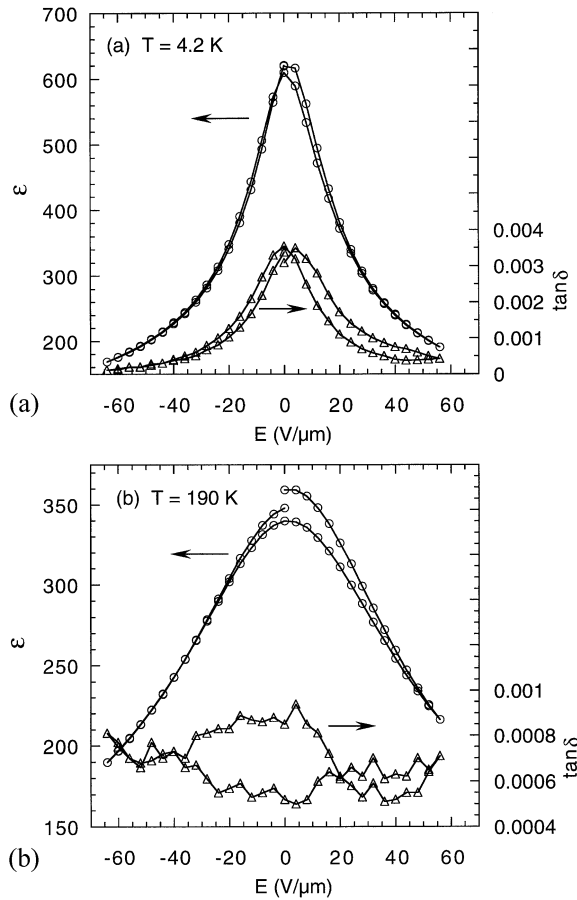 (a) T = 4.2 K
700
600
500
400
300
200
ε
0.004
0.003
0.002
0.001
0
tanδ
-60 -40 -20 0 20 40 60
E (V/µm)
(a)
(b) T = 190 K
350
300
250
200
150
ε
0.001
0.0008
0.0006
0.0004
tanδ
-60 -40 -20 0 20 40 60
E (V/µm)
(b)